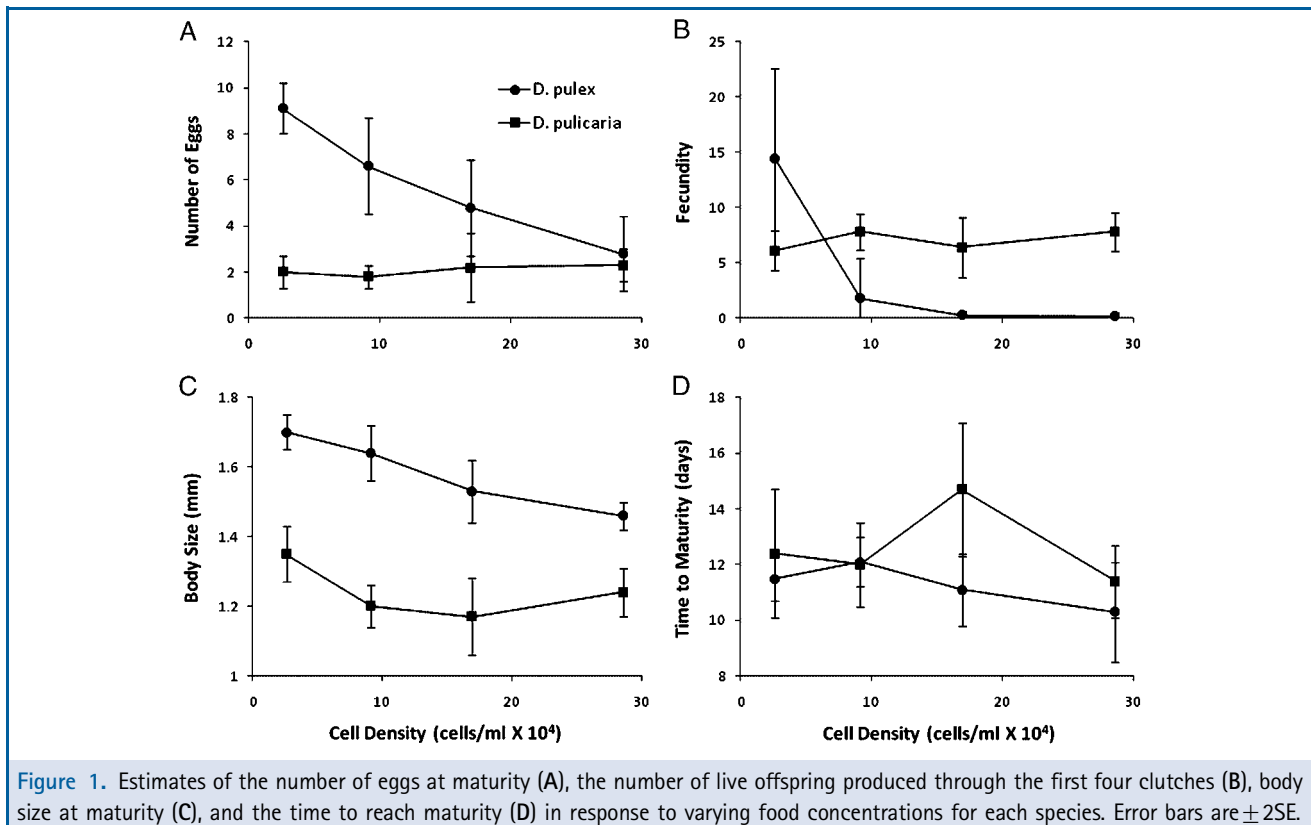 A
12
10
8
6
4
2
0
0 10 20 30
Number of Eggs
D. pulex
D. pulicaria
B
25
20
15
10
5
0
0 10 20 30
Fecundity
C
1.8
1.6
1.4
1.2
1
0 10 20 30
Body Size (mm)
Cell Density (cells/ml X 10⁴)
D
18
16
14
12
10
8
0 10 20 30
Time to Maturity (days)
Cell Density (cells/ml X 10⁴)
Figure 1. Estimates of the number of eggs at maturity (A), the number of live offspring produced through the first four clutches (B), body
size at maturity (C), and the time to reach maturity (D) in response to varying food concentrations for each species. Error bars are ± 2SE.